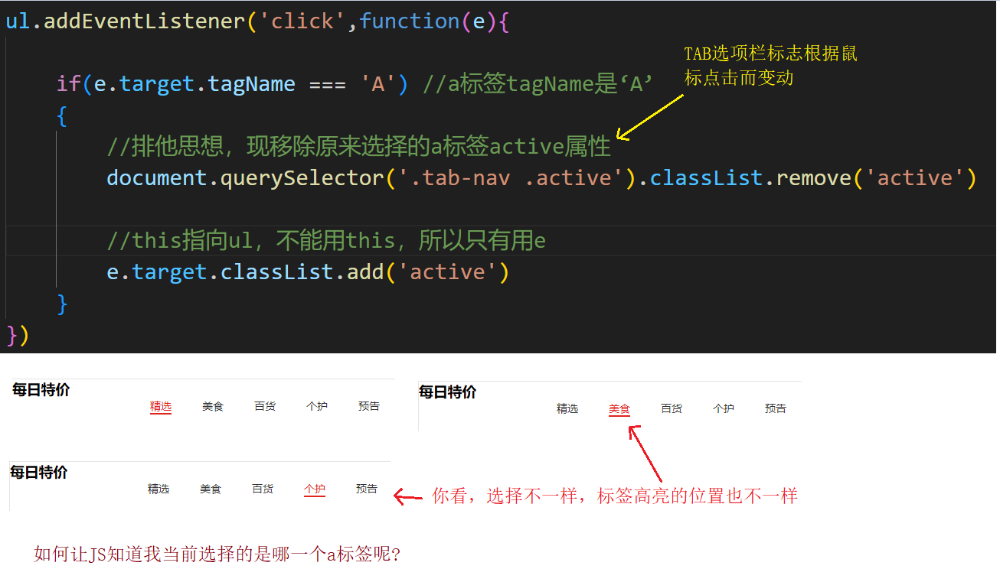 ul.addEventListener('click',function(e){
TAB选项栏标志根据鼠
标点击而变动
if(e.target.tagName === 'A') //a标签tagName是‘A’
{
//排他思想，现移除原来选择的a标签active属性
document.querySelector('.tab-nav .active').classList.remove('active')
//this指向ul，不能用this，所以只有用e
e.target.classList.add('active')
}
})
每日特价
精选 美食 百货 个护 预告
每日特价
精选 美食 百货 个护 预告
每日特价
精选 美食 百货 个护 预告
你看，选择不一样，标签高亮的位置也不一样
如何让JS知道我当前选择的是哪一个a标签呢?